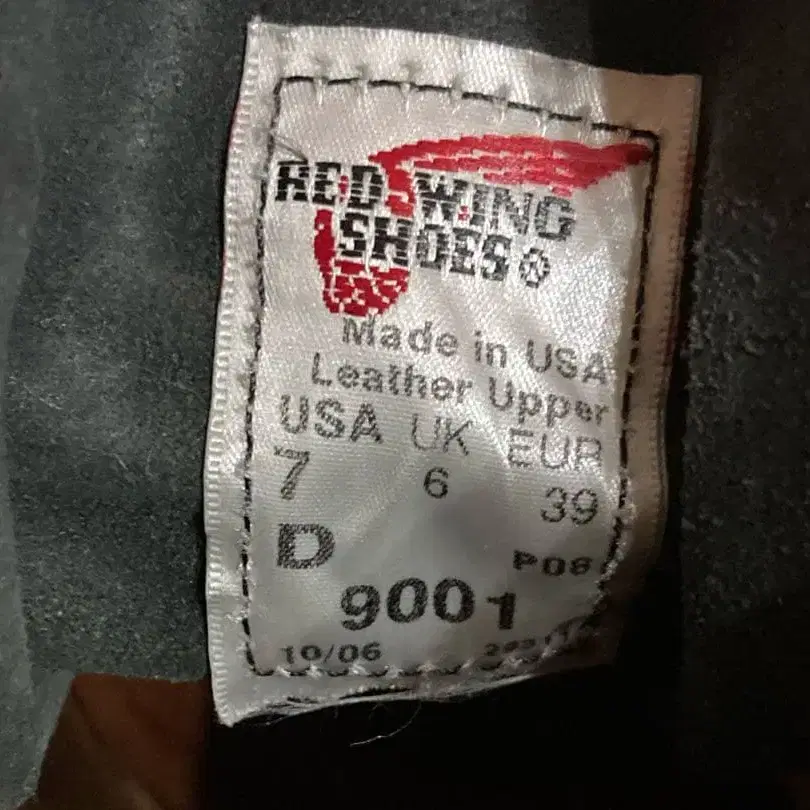 RED WING
SHOES®
Made in USA
Leather Upper
USA UK EUR
7 6 39
D P08
9001
10/06